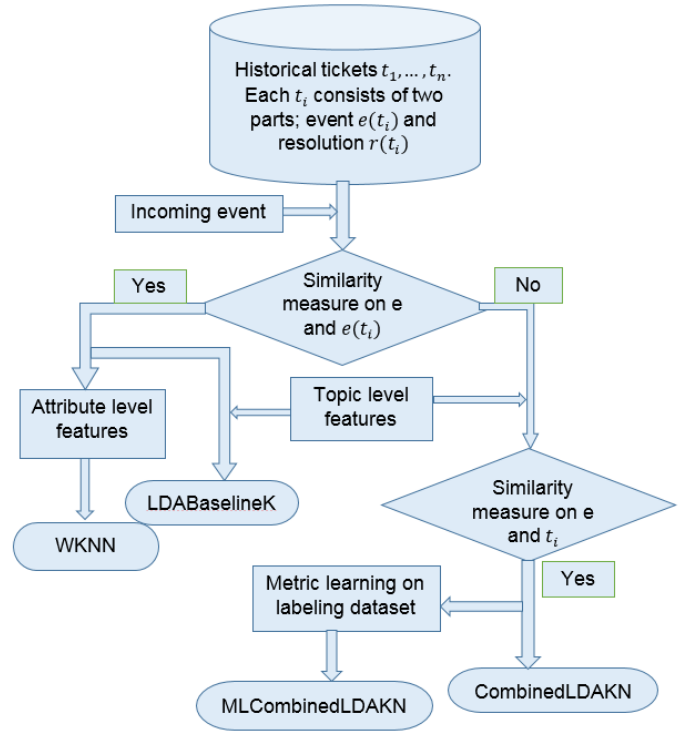 Historical tickets t₁, … , tₙ.
Each tᵢ consists of two
parts; event e(tᵢ) and
resolution r(tᵢ)
Incoming event
Yes
Similarity
measure on e
and e(tᵢ)
No
Attribute level
features
Topic level
features
LDABaselineK
WKNN
Similarity
measure on e
and tᵢ
Yes
Metric learning on
labeling dataset
MLCombinedLDAKN
CombinedLDAKN